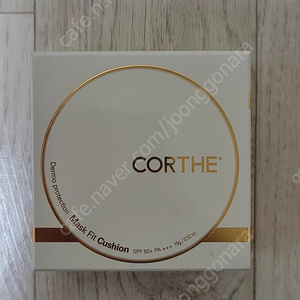 CORTHE®
Dermo protection Mask Fit Cushion SPF 50+ PA +++ 15g / 0.52 oz.
cafe.naver.com/joonggonara